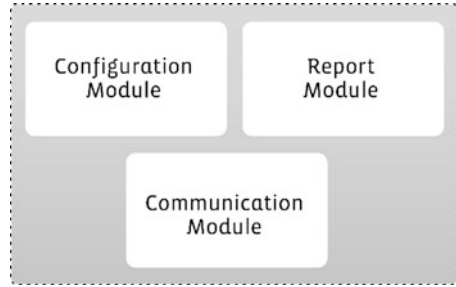 Configuration
Module
Report
Module
Communication
Module